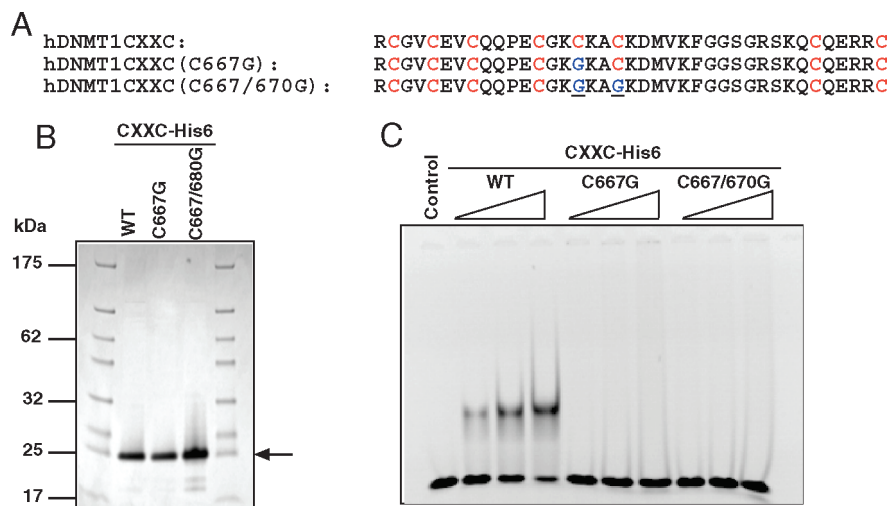 A
hDNMT1CXXC: RCGVCEVCQQPECGKCKACKDMVKFGGSGRSKQCQERRC
hDNMT1CXXC(C667G): RCGVCEVCQQPECGKGKACKDMVKFGGSGRSKQCQERRC
hDNMT1CXXC(C667/670G): RCGVCEVCQQPECGKGKAGKDMVKFGGSGRSKQCQERRC
B
CXXC-His6
kDa
WT
C667G
C667/680G
175
62
32
25
17
C
CXXC-His6
Control
WT
C667G
C667/670G